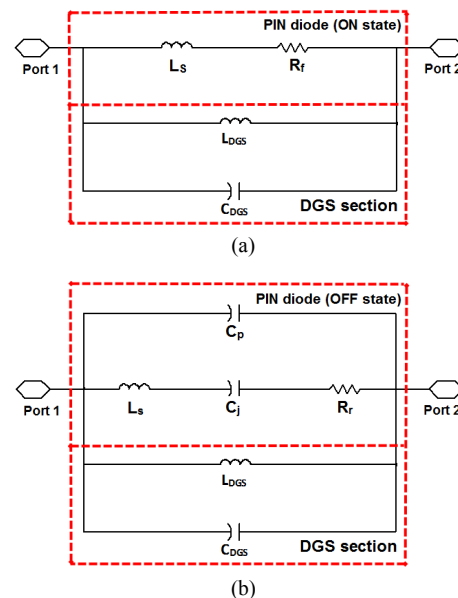 PIN diode (ON state)
Port 1
Port 2
LS
Rf
LDGS
CDGS
DGS section
(a)
PIN diode (OFF state)
Cp
Port 1
Port 2
Ls
Cj
Rr
LDGS
CDGS
DGS section
(b)